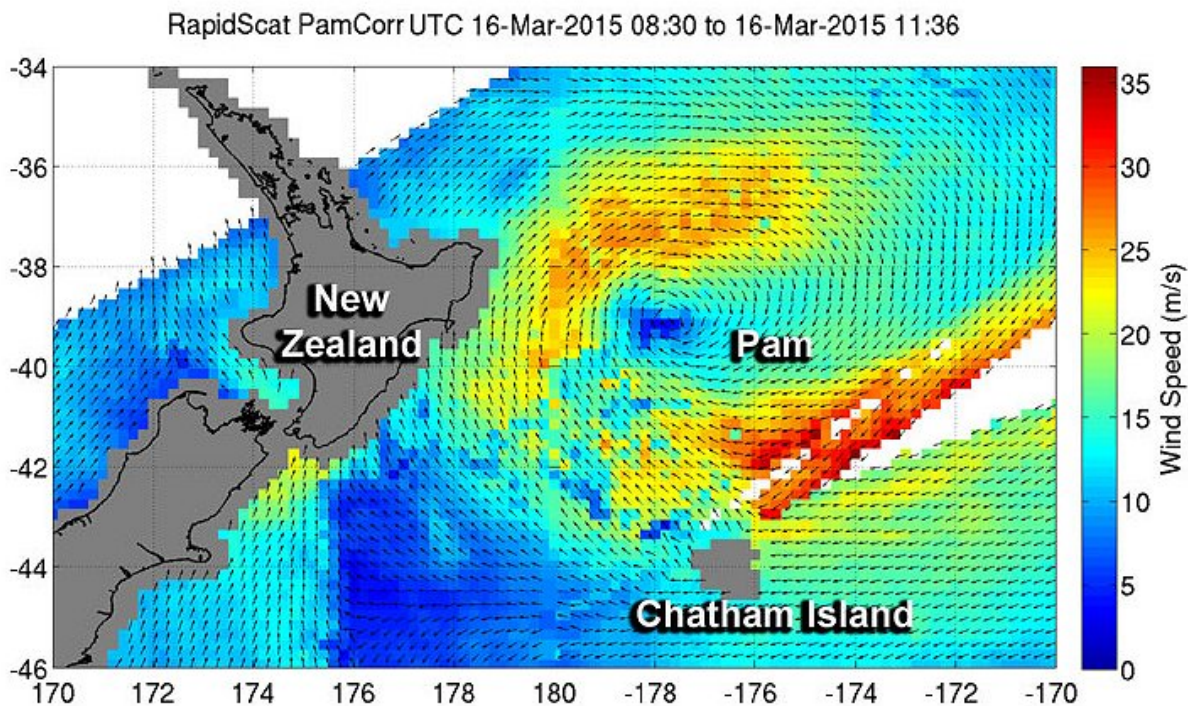 RapidScat PamCorr UTC 16-Mar-2015 08:30 to 16-Mar-2015 11:36
-34
-36
-38
-40
-42
-44
-46
170 172 174 176 178 180 -178 -176 -174 -172 -170
New
Zealand
Pam
Chatham Island
35
30
25
20
15
10
5
0
Wind Speed (m/s)